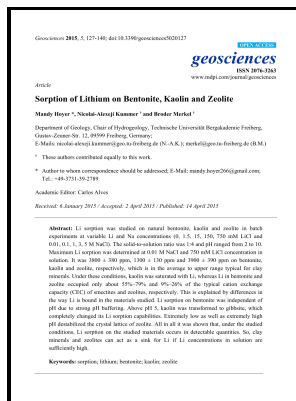 Geosciences 2015, 5, 127-140; doi:10.3390/geosciences5020127
OPEN ACCESS
geosciences
ISSN 2076-3263
www.mdpi.com/journal/geosciences
Article
Sorption of Lithium on Bentonite, Kaolin and Zeolite
Mandy Hoyer *, Nicolai-Alexeji Kummer † and Broder Merkel †
Department of Geology, Chair of Hydrogeology, Technische Universität Bergakademie Freiberg,
Gustav-Zeuner-Str. 12, 09599 Freiberg, Germany;
E-Mails: nicolai-alexeji.kummer@geo.tu-freiberg.de (N.-A.K.); merkel@geo.tu-freiberg.de (B.M.)
† These authors contributed equally to this work.
* Author to whom correspondence should be addressed; E-Mail: mandy.hoyer266@gmail.com;
Tel.: +49-3731-39-2789.
Academic Editor: Carlos Alves
Received: 6 January 2015 / Accepted: 2 April 2015 / Published: 14 April 2015
Abstract: Li sorption was studied on natural bentonite, kaolin and zeolite in batch
experiments at variable Li and Na concentrations (0, 1.5, 15, 150, 750 mM LiCl and
0.01, 0.1, 1, 3, 5 M NaCl). The solid-to-solution ratio was 1:4 and pH ranged from 2 to 10.
Maximum Li sorption was determined at 0.01 M NaCl and 750 mM LiCl concentration in
solution. It was 3800 ± 380 ppm, 1300 ± 130 ppm and 3900 ± 390 ppm on bentonite,
kaolin and zeolite, respectively, which is in the average to upper range typical for clay
minerals. Under these conditions, kaolin was saturated with Li, whereas Li in bentonite and
zeolite occupied only about 55%–79% and 9%–26% of the typical cation exchange
capacity (CEC) of smectites and zeolites, respectively. This is explained by differences in
the way Li is bound in the materials studied. Li sorption on bentonite was independent of
pH due to strong pH buffering. Above pH 5, kaolin was transformed to gibbsite, which
completely changed its Li sorption capabilities. Extremely low as well as extremely high
pH destabilized the crystal lattice of zeolite. All in all it was shown that, under the studied
conditions, Li sorption on the studied materials occurs in detectable quantities. So, clay
minerals and zeolites can act as a sink for Li if Li concentrations in solution are
sufficiently high.
Keywords: sorption; lithium; bentonite; kaolin; zeolite